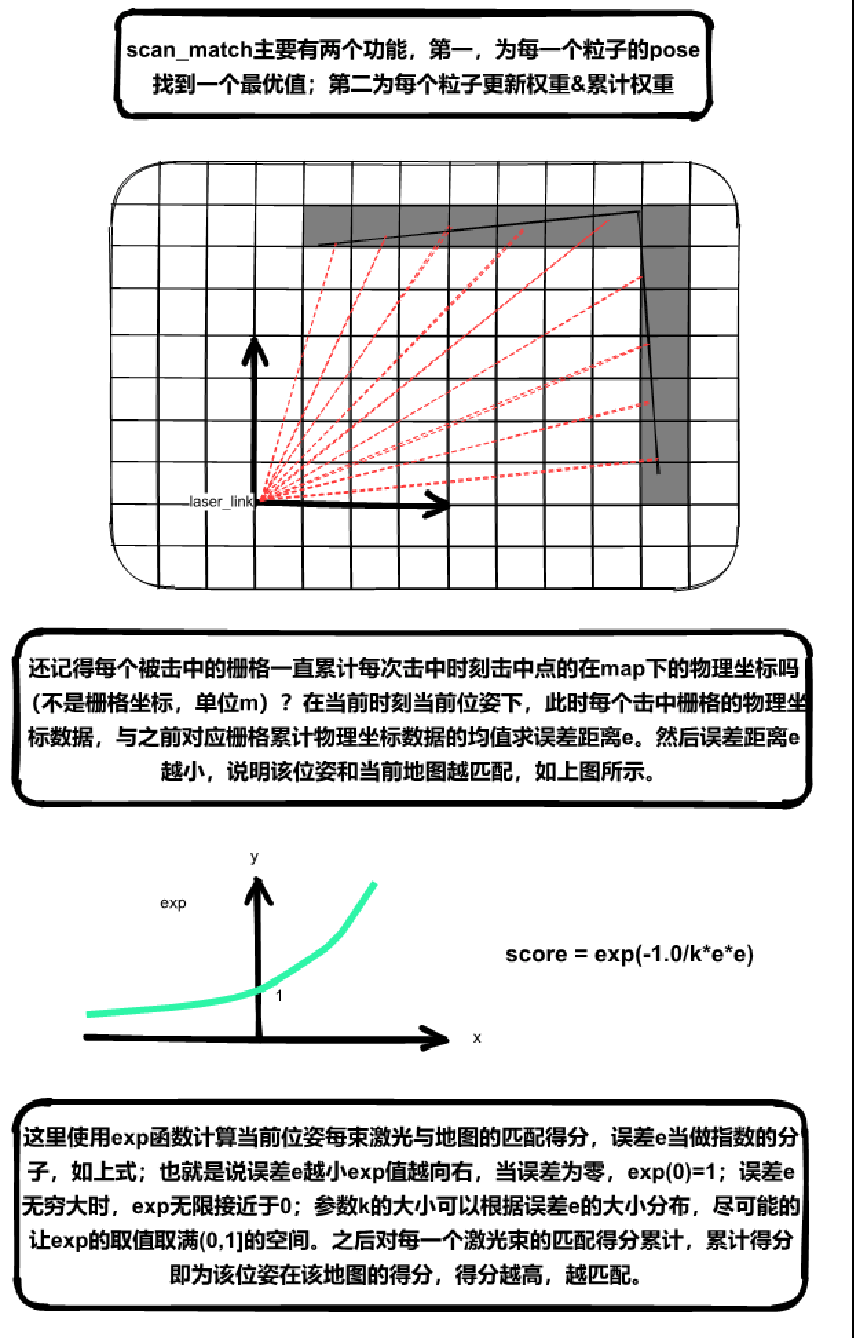 scan_match主要有两个功能，第一，为每一个粒子的pose
找到一个最优值；第二为每个粒子更新权重&累计权重
laser_link
还记得每个被击中的栅格一直累计每次击中时刻击中点的在map下的物理坐标吗
（不是栅格坐标，单位m）？在当前时刻当前位姿下，此时每个击中栅格的物理坐
标数据，与之前对应栅格累计物理坐标数据的均值求误差距离e。然后误差距离e
越小，说明该位姿和当前地图越匹配，如上图所示。
y
exp
score = exp(-1.0/k*e*e)
1
x
这里使用exp函数计算当前位姿每束激光与地图的匹配得分，误差e当做指数的分
子，如上式；也就是说误差e越小exp值越向右，当误差为零，exp(0)=1；误差e
无穷大时，exp无限接近于0；参数k的大小可以根据误差e的大小分布，尽可能的
让exp的取值取满(0,1]的空间。之后对每一个激光束的匹配得分累计，累计得分
即为该位姿在该地图的得分，得分越高，越匹配。